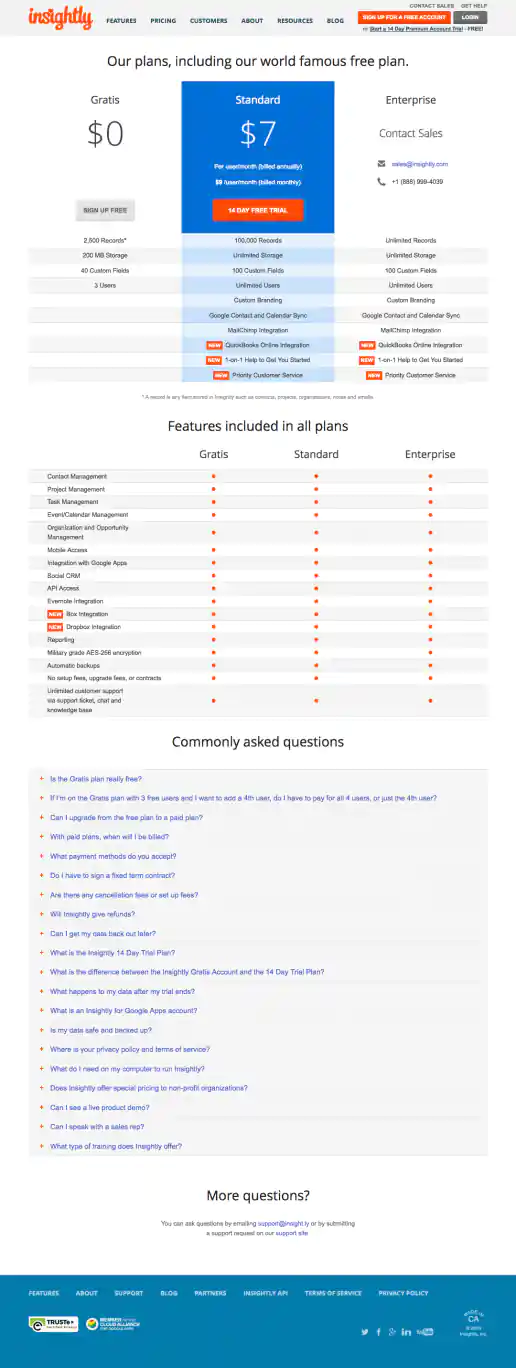 CONTACT SALES GET HELP
insightly
FEATURES PRICING CUSTOMERS ABOUT RESOURCES BLOG
SIGN UP FOR A FREE ACCOUNT LOGIN
or Start a 14 Day Premium Account Trial - FREE!
Our plans, including our world famous free plan.
Gratis Standard Enterprise
$0 $7 Contact Sales
Per user/month (billed annually) sales@insightly.com
$9 /user/month (billed monthly) +1 (888) 999-4039
SIGN UP FREE 14 DAY FREE TRIAL
2,500 Records* 100,000 Records Unlimited Records
200 MB Storage Unlimited Storage Unlimited Storage
40 Custom Fields 100 Custom Fields 100 Custom Fields
3 Users Unlimited Users Unlimited Users
Custom Branding Custom Branding
Google Contact and Calendar Sync Google Contact and Calendar Sync
MailChimp Integration MailChimp Integration
NEW QuickBooks Online Integration NEW QuickBooks Online Integration
NEW 1-on-1 Help to Get You Started NEW 1-on-1 Help to Get You Started
NEW Priority Customer Service NEW Priority Customer Service
* A record is any item stored in Insightly such as contacts, projects, organisations, notes and emails.
Features included in all plans
Gratis Standard Enterprise
Contact Management
Project Management
Task Management
Event/Calendar Management
Organization and Opportunity
Management
Mobile Access
Integration with Google Apps
Social CRM
API Access
Evernote Integration
NEW Box Integration
NEW Dropbox Integration
Reporting
Military grade AES-256 encryption
Automatic backups
No setup fees, upgrade fees, or contracts
Unlimited customer support
via support ticket, chat and
knowledge base
Commonly asked questions
+ Is the Gratis plan really free?
+ If I'm on the Gratis plan with 3 free users and I want to add a 4th user, do I have to pay for all 4 users, or just the 4th user?
+ Can I upgrade from the free plan to a paid plan?
+ With paid plans, when will I be billed?
+ What payment methods do you accept?
+ Do I have to sign a fixed term contract?
+ Are there any cancellation fees or set up fees?
+ Will Insightly give refunds?
+ Can I get my data back out later?
+ What is the Insightly 14 Day Trial Plan?
+ What is the difference between the Insightly Gratis Account and the 14 Day Trial Plan?
+ What happens to my data after my trial ends?
+ What is an Insightly for Google Apps account?
+ Is my data safe and backed up?
+ Where is your privacy policy and terms of service?
+ What do I need on my computer to run Insightly?
+ Does Insightly offer special pricing to non-profit organizations?
+ Can I see a live product demo?
+ Can I speak with a sales rep?
+ What type of training does Insightly offer?
More questions?
You can ask questions by emailing support@insight.ly or by submitting
a support request on our support site
FEATURES ABOUT SUPPORT BLOG PARTNERS INSIGHTLY API TERMS OF SERVICE PRIVACY POLICY
TRUSTe
MEMBER
CLOUD ALLIANCE
MADE IN
CA
Insightly, Inc.